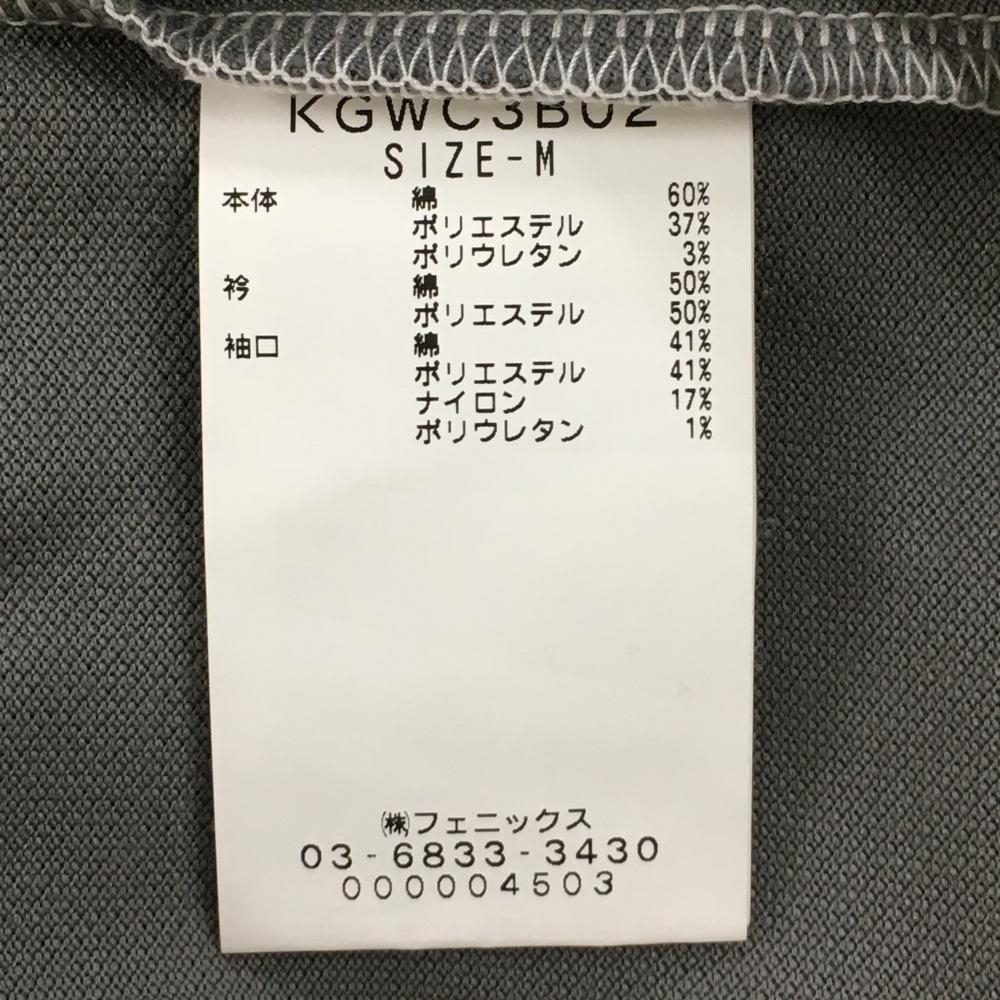 KGWC3B02
SIZE-M
本体 綿 60%
ポリエステル 37%
ポリウレタン 3%
衿 綿 50%
ポリエステル 50%
袖口 綿 41%
ポリエステル 41%
ナイロン 17%
ポリウレタン 1%
㈱フェニックス
03-6833-3430
000004503